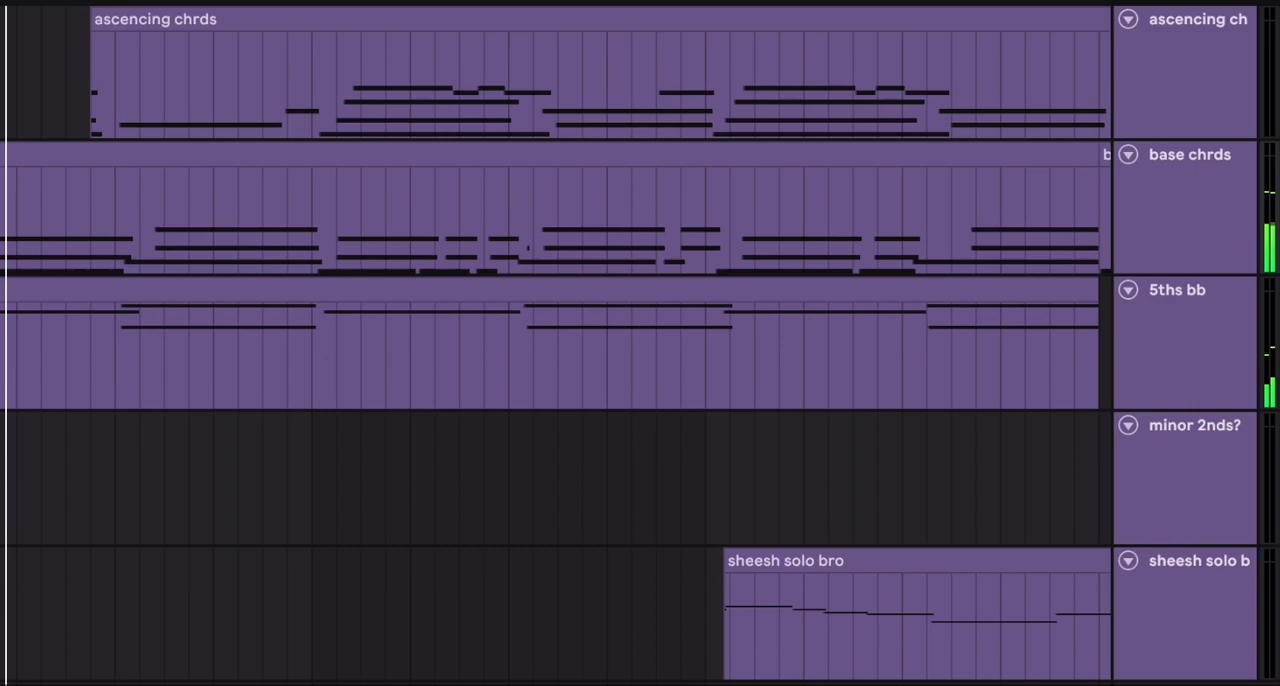 ascencing chrds
ascencing ch
b
base chrds
5ths bb
minor 2nds?
sheesh solo bro
sheesh solo b